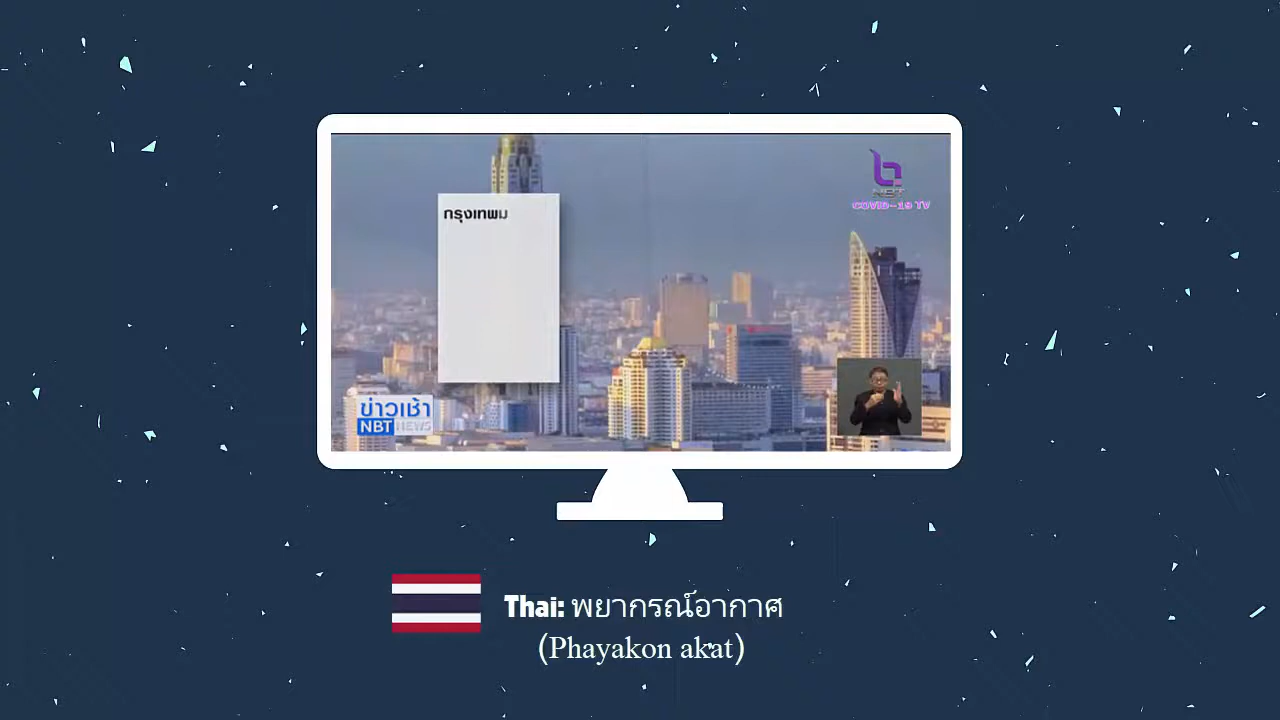 กรุงเทพม
NBT
COVID-19 TV
ข่าวเช้า
NBT NEWS
Thai: พยากรณ์อากาศ
(Phayakon akat)